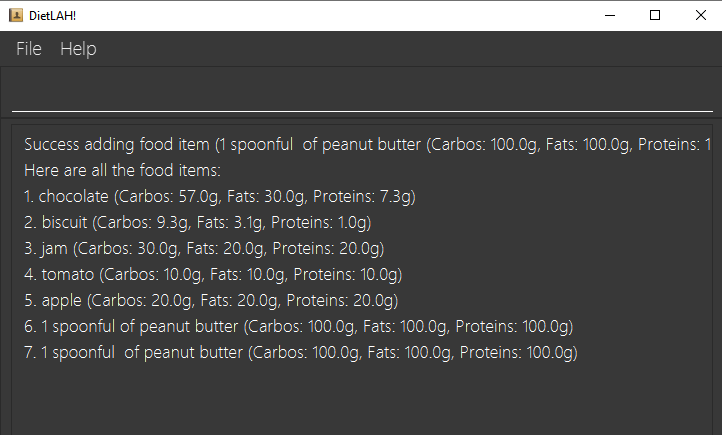 DietLAH!
File Help
Success adding food item (1 spoonful  of peanut butter (Carbos: 100.0g, Fats: 100.0g, Proteins: 1
Here are all the food items:
1. chocolate (Carbos: 57.0g, Fats: 30.0g, Proteins: 7.3g)
2. biscuit (Carbos: 9.3g, Fats: 3.1g, Proteins: 1.0g)
3. jam (Carbos: 30.0g, Fats: 20.0g, Proteins: 20.0g)
4. tomato (Carbos: 10.0g, Fats: 10.0g, Proteins: 10.0g)
5. apple (Carbos: 20.0g, Fats: 20.0g, Proteins: 20.0g)
6. 1 spoonful of peanut butter (Carbos: 100.0g, Fats: 100.0g, Proteins: 100.0g)
7. 1 spoonful  of peanut butter (Carbos: 100.0g, Fats: 100.0g, Proteins: 100.0g)